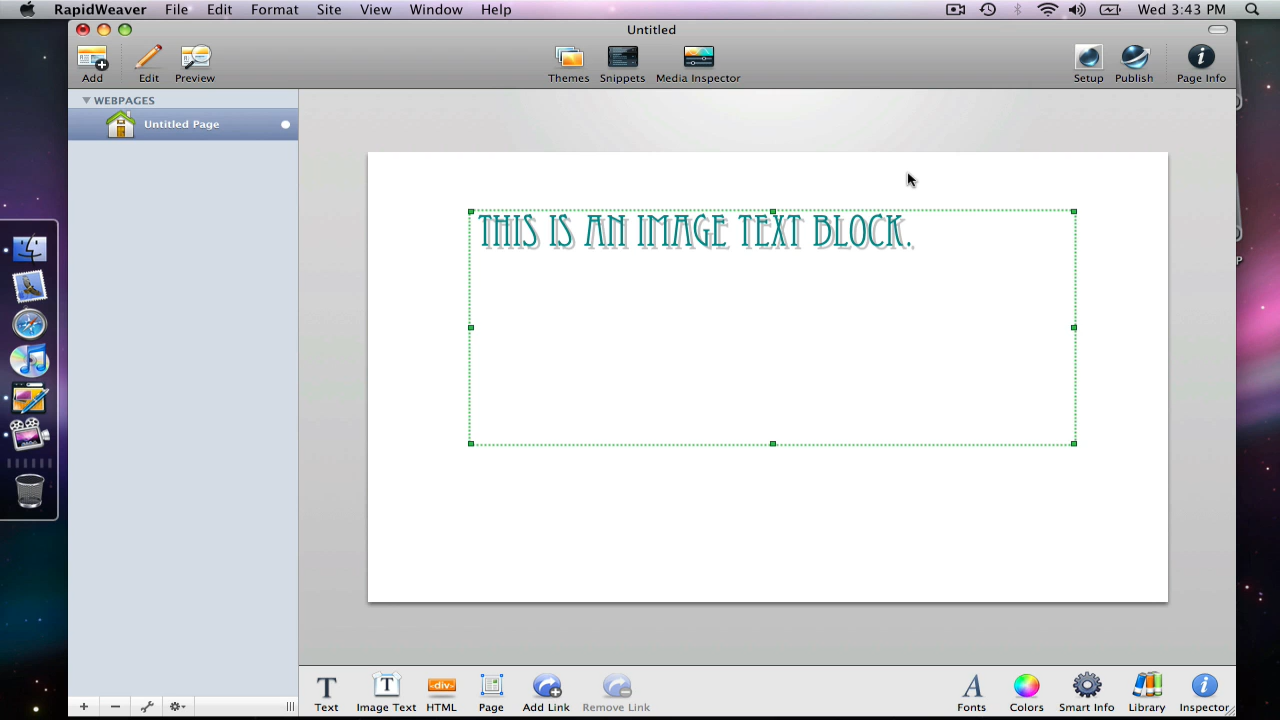 RapidWeaver File Edit Format Site View Window Help Wed 3:43 PM
Untitled
Add Edit Preview Themes Snippets Media Inspector Setup Publish Page Info
WEBPAGES
Untitled Page
THIS IS AN IMAGE TEXT BLOCK.
Text Image Text HTML Page Add Link Remove Link Fonts Colors Smart Info Library Inspector